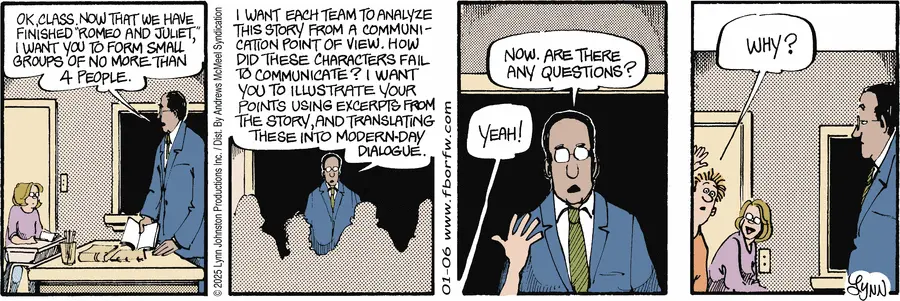 OK, CLASS. NOW THAT WE HAVE
FINISHED "ROMEO AND JULIET,"
I WANT YOU TO FORM SMALL
GROUPS OF NO MORE THAN
4 PEOPLE.
© 2025 Lynn Johnston Productions Inc. / Dist. By Andrews McMeel Syndication
I WANT EACH TEAM TO ANALYZE
THIS STORY FROM A COMMUNI-
CATION POINT OF VIEW. HOW
DID THESE CHARACTERS FAIL
TO COMMUNICATE? I WANT
YOU TO ILLUSTRATE YOUR
POINTS USING EXCERPTS FROM
THE STORY, AND TRANSLATING
THESE INTO MODERN-DAY
DIALOGUE.
01-06 www.fborfw.com
NOW. ARE THERE
ANY QUESTIONS?
YEAH!
WHY?
LYNN